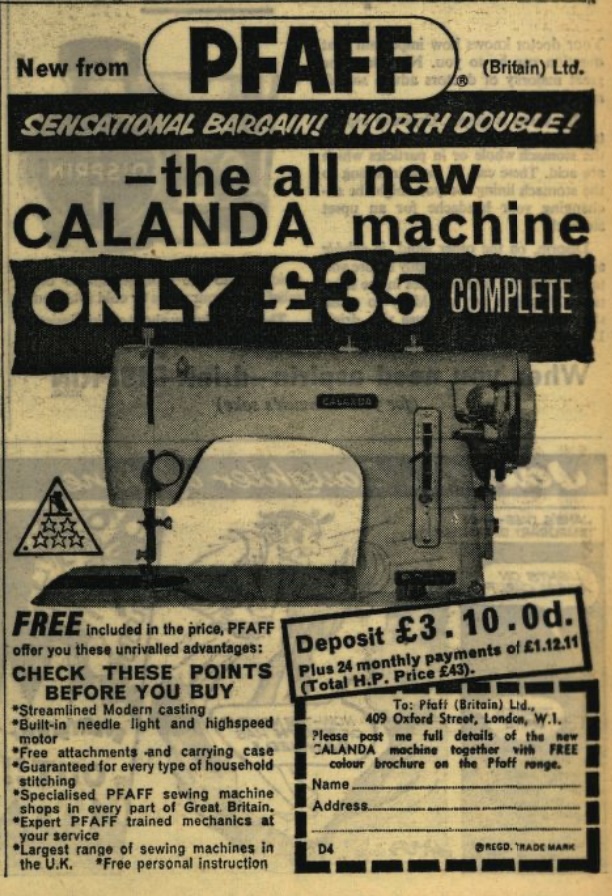 New from PFAFF ® (Britain) Ltd.
SENSATIONAL BARGAIN! WORTH DOUBLE!
—the all new
CALANDA machine
ONLY £35 COMPLETE
CALANDA
FREE included in the price, PFAFF
offer you these unrivalled advantages:
CHECK THESE POINTS
BEFORE YOU BUY
*Streamlined Modern casting
*Built-in needle light and highspeed
motor
*Free attachments and carrying case
*Guaranteed for every type of household
stitching
*Specialised PFAFF sewing machine
shops in every part of Great Britain.
*Expert PFAFF trained mechanics at
your service
*Largest range of sewing machines in
the U.K. *Free personal instruction
Deposit £3.10.0d.
Plus 24 monthly payments of £1.12.11
(Total H.P. Price £43).
To: Pfaff (Britain) Ltd.,
409 Oxford Street, London, W.1.
Please post me full details of the new
CALANDA machine together with FREE
colour brochure on the Pfaff range.
Name
Address
D4 ®REGD. TRADE MARK